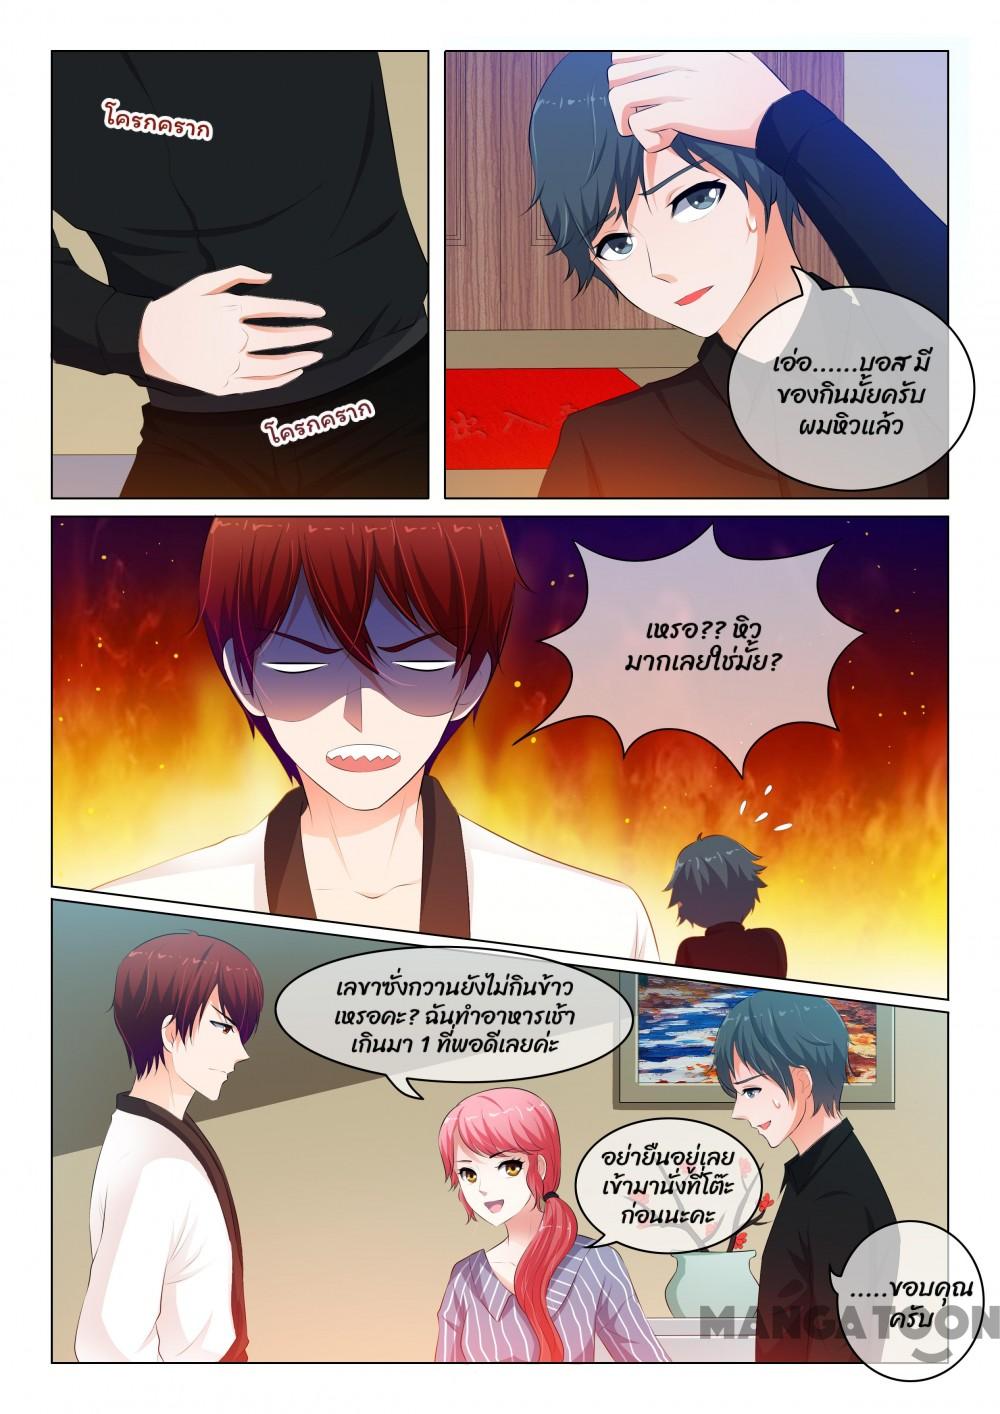 โครกคราก
โครกคราก
เอ่อ......บอส มี
ของกินมั้ยครับ
ผมหิวแล้ว
出入平
เหรอ?? หิว
มากเลยใช่มั้ย?
เลขาซั่งกวานยังไม่กินข้าว
เหรอคะ? ฉันทำอาหารเช้า
เกินมา 1 ที่พอดีเลยค่ะ
อย่ายืนอยู่เลย
เข้ามานั่งที่โต๊ะ
ก่อนนะคะ
.....ขอบคุณ
ครับ
MANGATOON